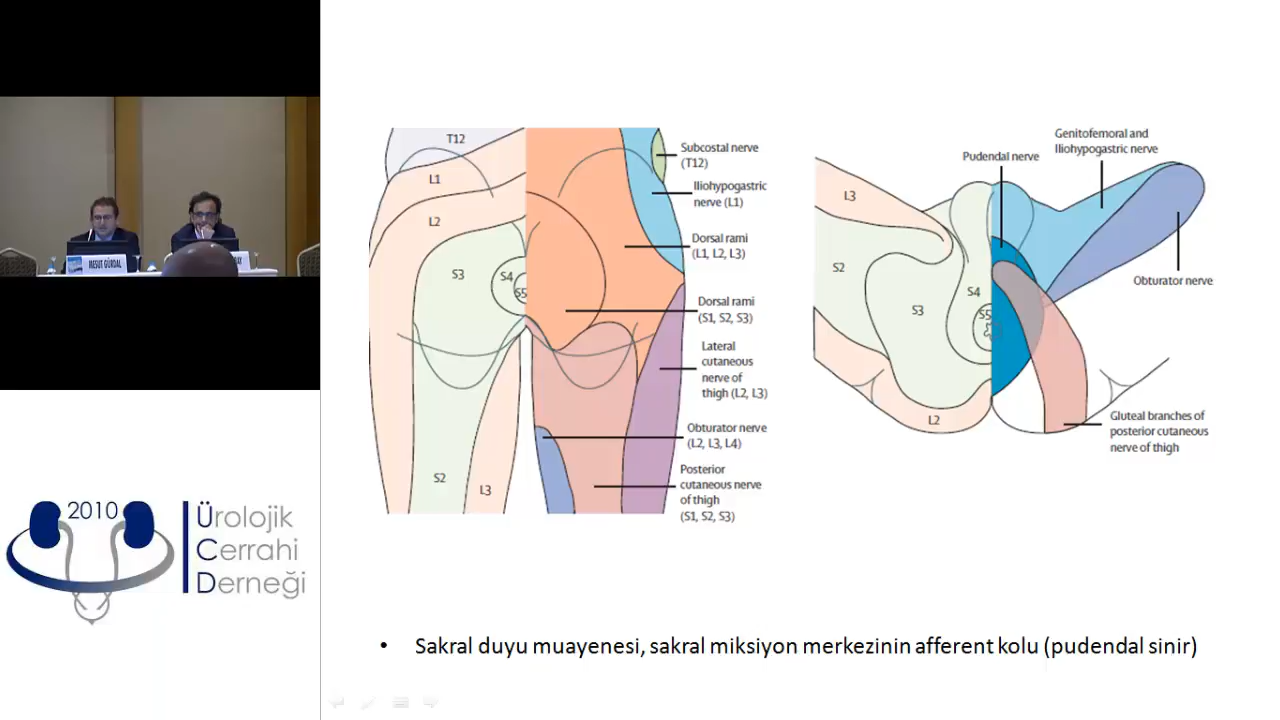 MESUT GÜRDAL
2010
Ürolojik
Cerrahi
Derneği
T12
L1
L2
S3
S4
S5
S2
L3
Subcostal nerve
(T12)
Iliohypogastric
nerve (L1)
Dorsal rami
(L1, L2, L3)
Dorsal rami
(S1, S2, S3)
Lateral
cutaneous
nerve of
thigh (L2, L3)
Obturator nerve
(L2, L3, L4)
Posterior
cutaneous nerve
of thigh
(S1, S2, S3)
Genitofemoral and
Iliohypogastric nerve
Pudendal nerve
L3
S2
S3
S4
S5
L2
Obturator nerve
Gluteal branches of
posterior cutaneous
nerve of thigh
• Sakral duyu muayenesi, sakral miksiyon merkezinin afferent kolu (pudendal sinir)